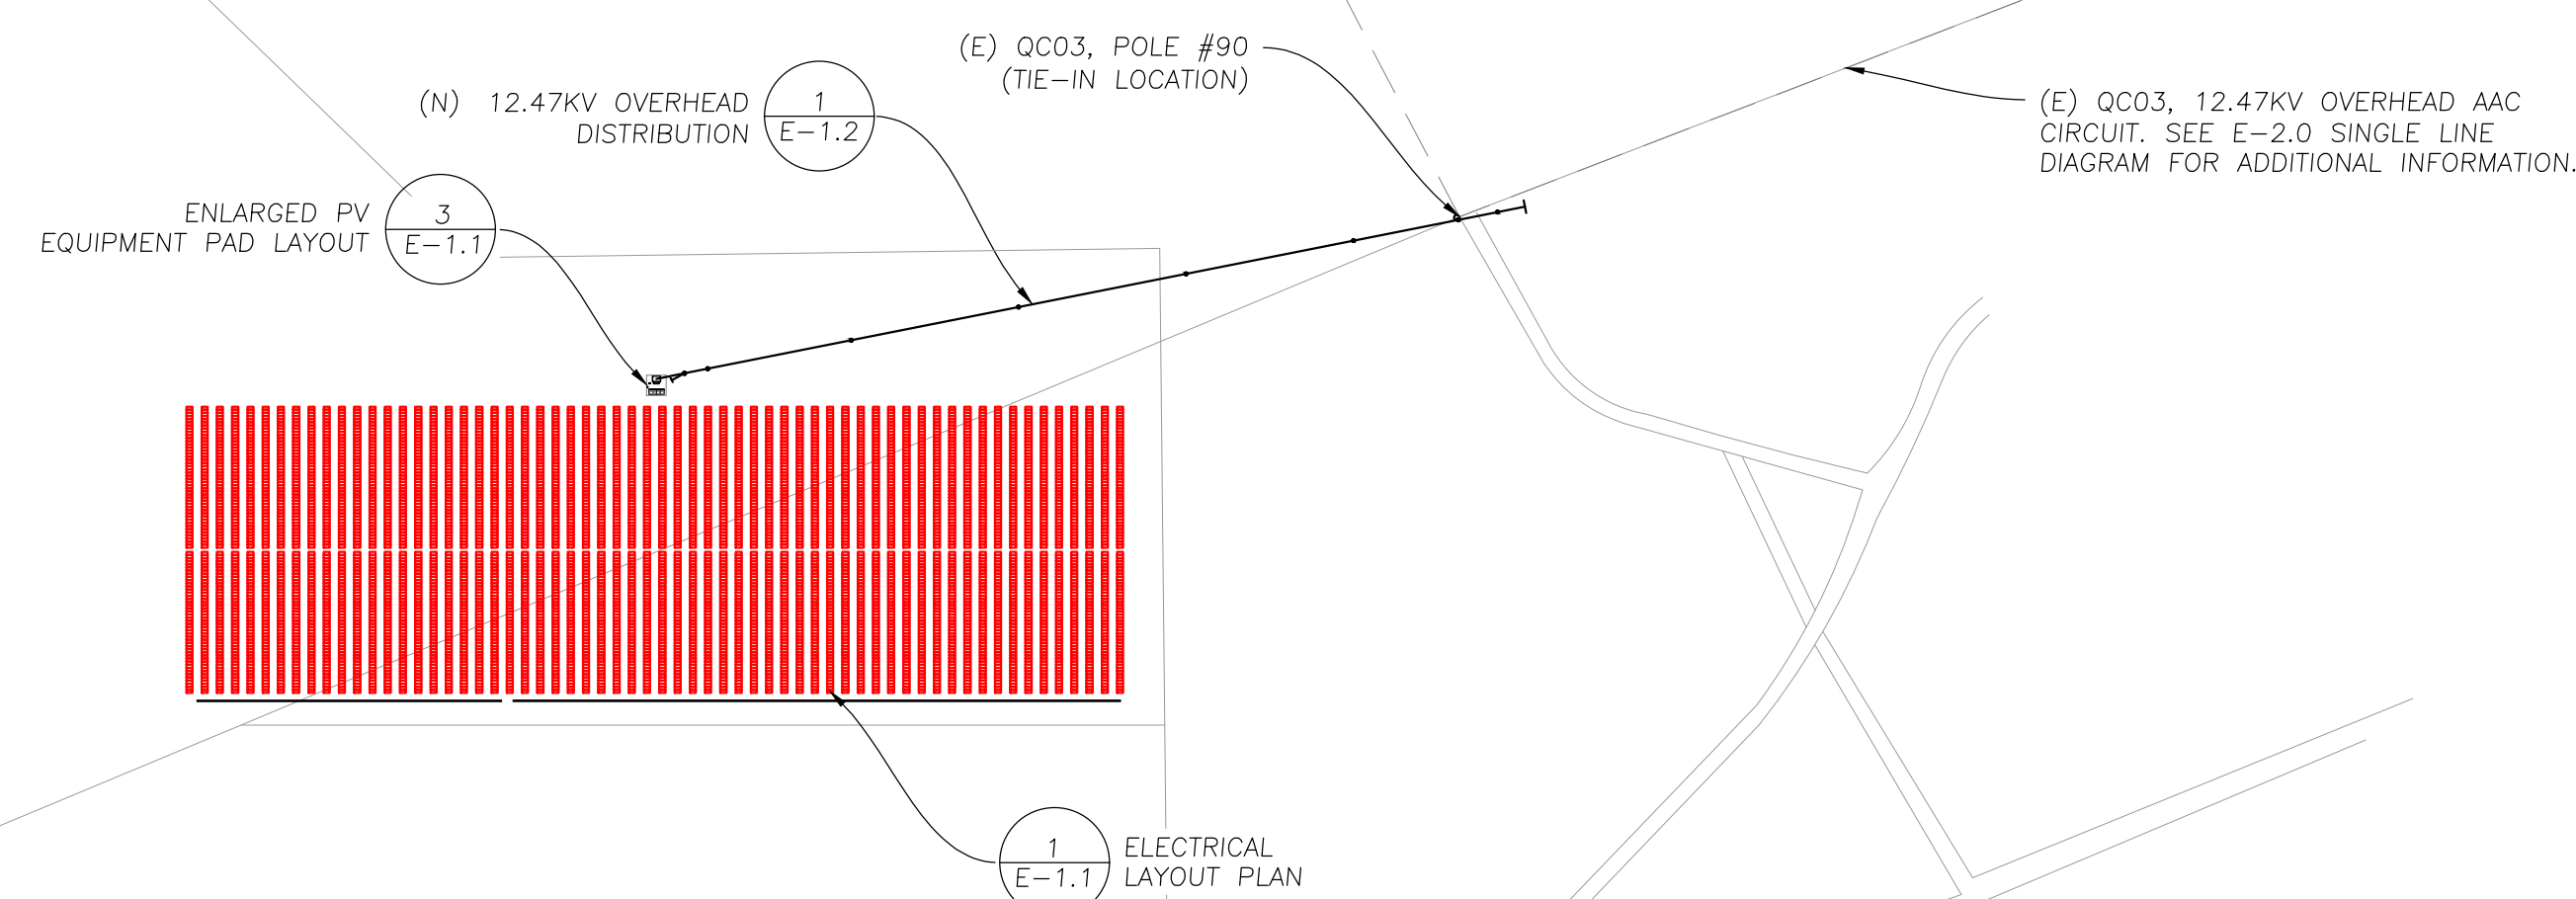 (E) QC03, POLE #90
(TIE-IN LOCATION)
(N) 12.47KV OVERHEAD
DISTRIBUTION
1
E-1.2
(E) QC03, 12.47KV OVERHEAD AAC
CIRCUIT. SEE E-2.0 SINGLE LINE
DIAGRAM FOR ADDITIONAL INFORMATION.
ENLARGED PV
EQUIPMENT PAD LAYOUT
3
E-1.1
1
E-1.1
ELECTRICAL
LAYOUT PLAN